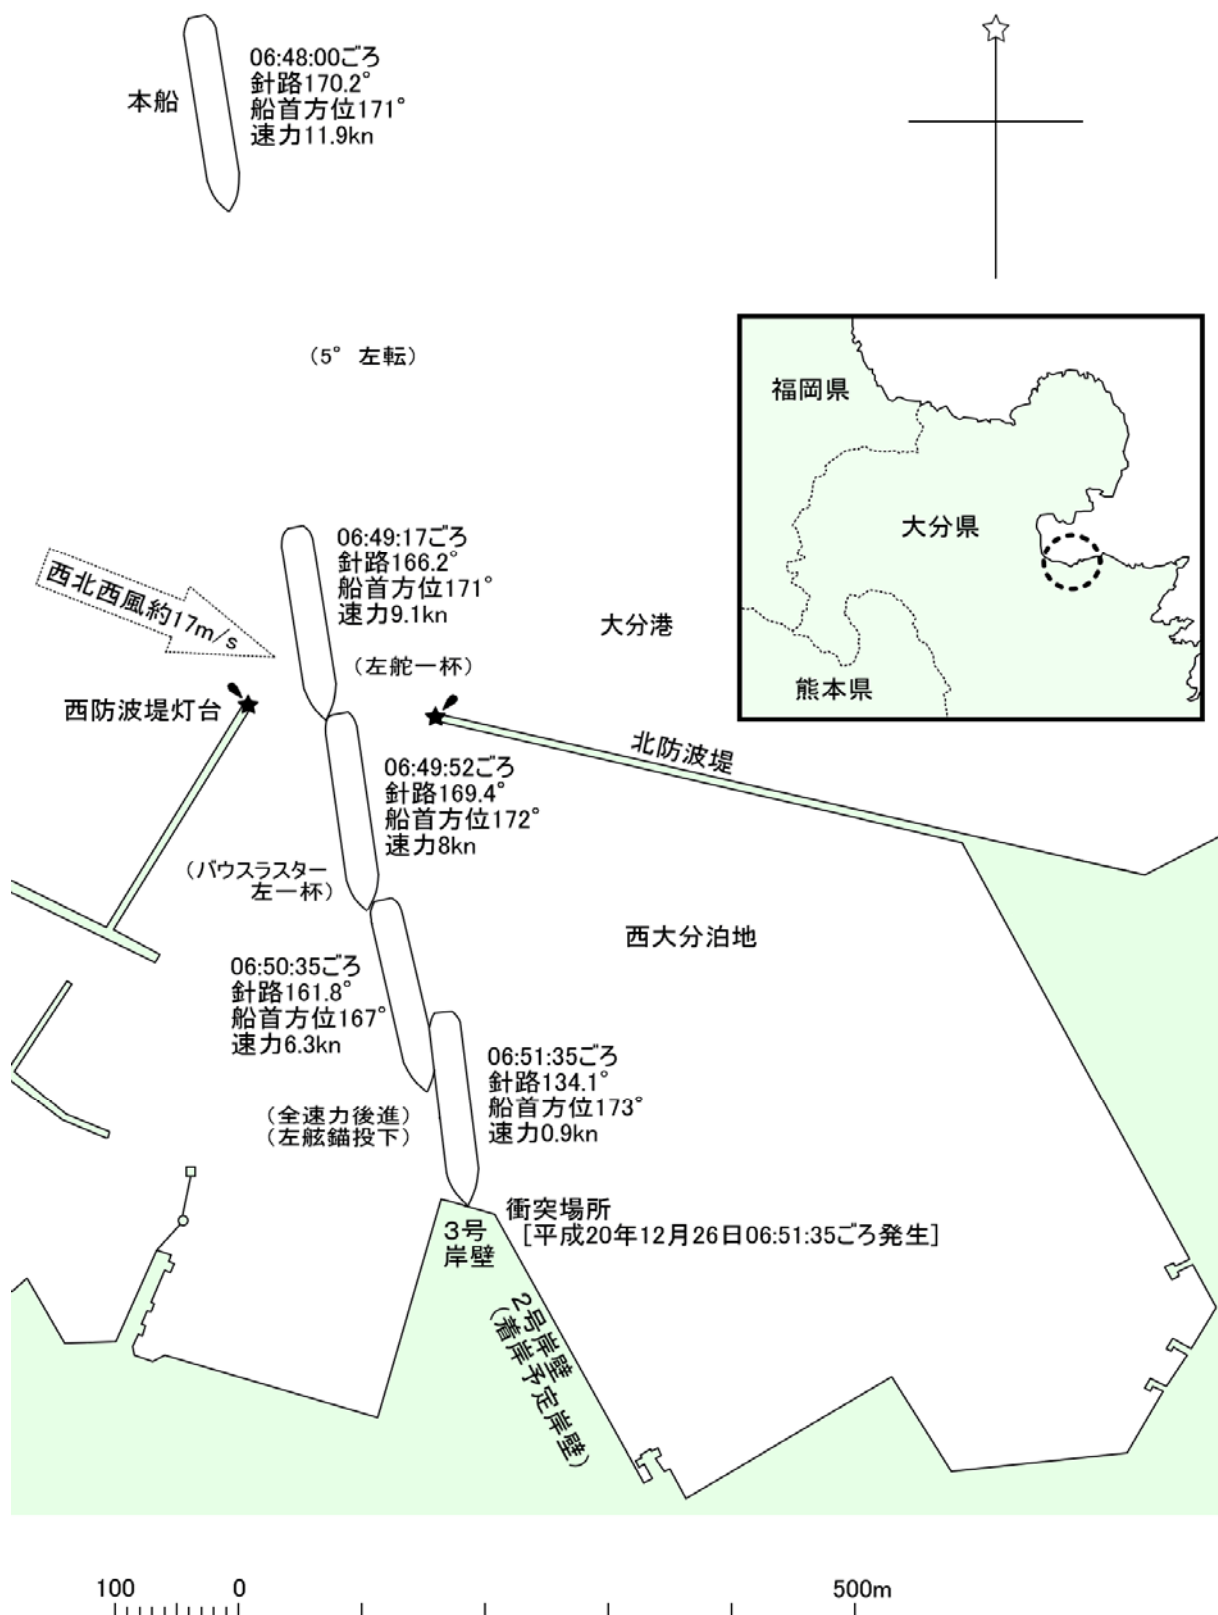 本船
06:48:00ごろ
針路170.2°
船首方位171°
速力11.9kn
(5° 左転)
福岡県
大分県
熊本県
06:49:17ごろ
針路166.2°
船首方位171°
速力9.1kn
西北西風約17m/s
大分港
(左舵一杯)
西防波堤灯台
北防波堤
06:49:52ごろ
針路169.4°
船首方位172°
速力8kn
(バウスラスター
左一杯)
西大分泊地
06:50:35ごろ
針路161.8°
船首方位167°
速力6.3kn
06:51:35ごろ
針路134.1°
船首方位173°
速力0.9kn
(全速力後進)
(左舷錨投下)
衝突場所
[平成20年12月26日06:51:35ごろ発生]
3号
岸壁
2号岸壁
(着岸予定岸壁)
100 0 500m